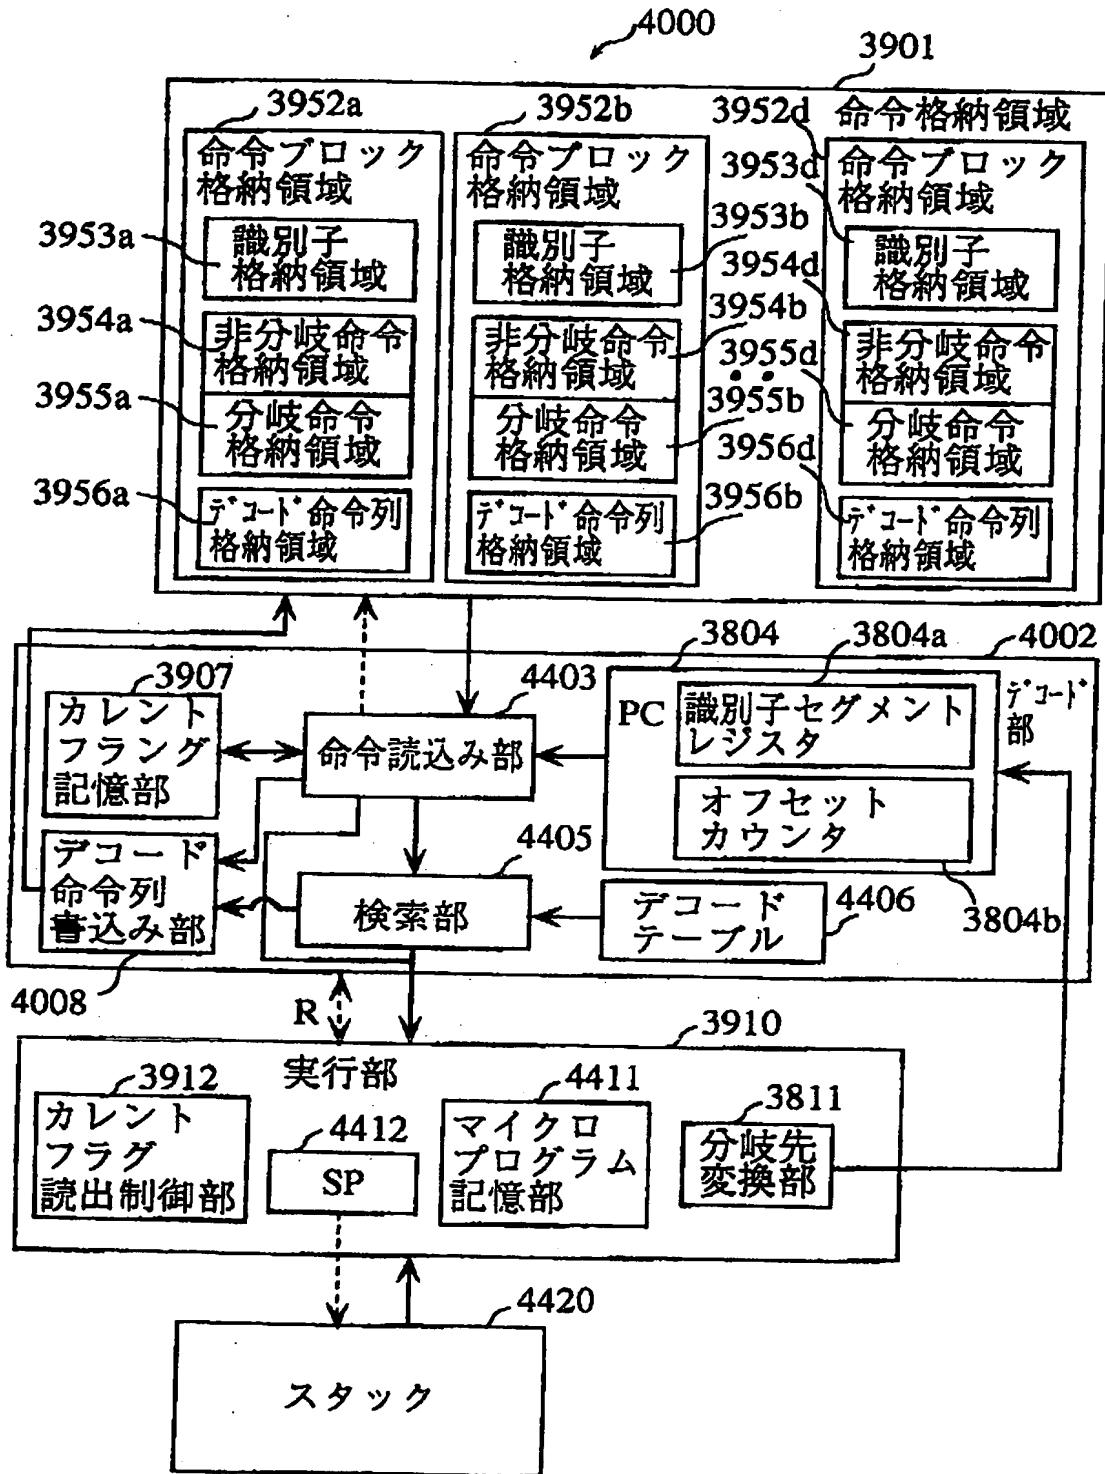 4000
3901
命令格納領域
3952a
命令ブロック
格納領域
3953a
識別子
格納領域
3954a
非分岐命令
格納領域
3955a
分岐命令
格納領域
3956a
デコード命令列
格納領域
3952b
命令ブロック
格納領域
識別子
格納領域
3953b
非分岐命令
格納領域
3954b
分岐命令
格納領域
3955b
デコード命令列
格納領域
3956b
3952d
命令ブロック
格納領域
3953d
識別子
格納領域
3954d
非分岐命令
格納領域
3955d
分岐命令
格納領域
3956d
デコード命令列
格納領域
4002
デコード
部
3907
カレント
フラング
記憶部
4403
命令読込み部
3804
PC
3804a
識別子セグメント
レジスタ
オフセット
カウンタ
3804b
デコード
命令列
書込み部
4008
4405
検索部
デコード
テーブル
4406
R
3910
実行部
3912
カレント
フラグ
読出制御部
4412
SP
4411
マイクロ
プログラム
記憶部
3811
分岐先
変換部
4420
スタック